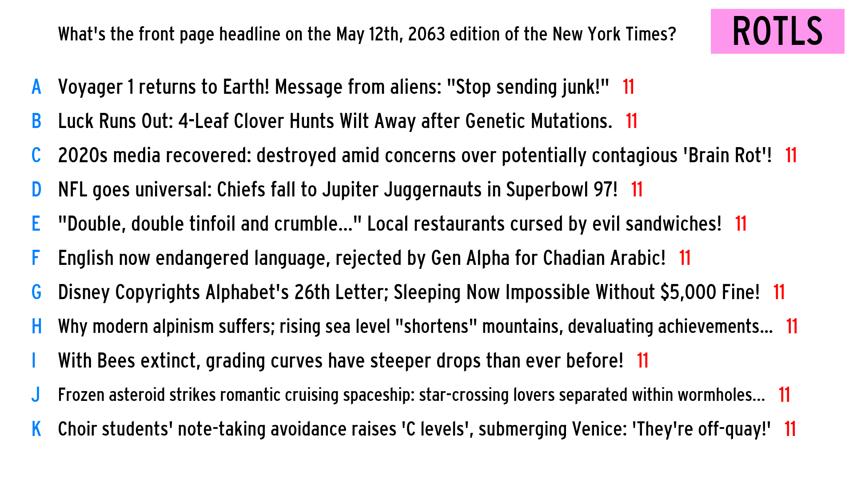 What's the front page headline on the May 12th, 2063 edition of the New York Times?
ROTLS
A Voyager 1 returns to Earth! Message from aliens: "Stop sending junk!" 11
B Luck Runs Out: 4-Leaf Clover Hunts Wilt Away after Genetic Mutations. 11
C 2020s media recovered: destroyed amid concerns over potentially contagious 'Brain Rot'! 11
D NFL goes universal: Chiefs fall to Jupiter Juggernauts in Superbowl 97! 11
E "Double, double tinfoil and crumble..." Local restaurants cursed by evil sandwiches! 11
F English now endangered language, rejected by Gen Alpha for Chadian Arabic! 11
G Disney Copyrights Alphabet's 26th Letter; Sleeping Now Impossible Without $5,000 Fine! 11
H Why modern alpinism suffers; rising sea level "shortens" mountains, devaluating achievements... 11
I With Bees extinct, grading curves have steeper drops than ever before! 11
J Frozen asteroid strikes romantic cruising spaceship: star-crossing lovers separated within wormholes... 11
K Choir students' note-taking avoidance raises 'C levels', submerging Venice: 'They're off-quay!' 11